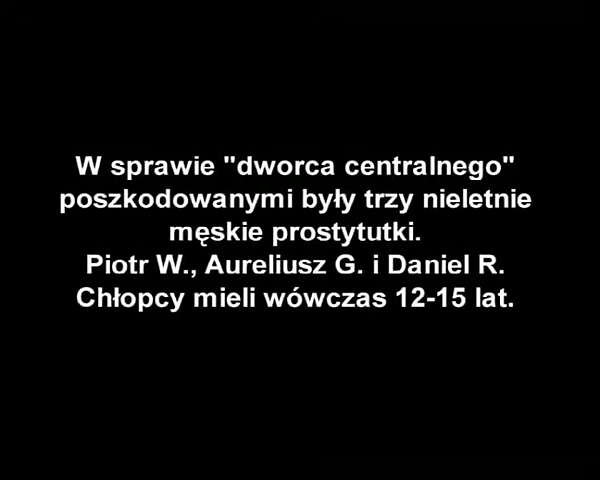 W sprawie "dworca centralnego"
poszkodowanymi były trzy nieletnie
męskie prostytutki.
Piotr W., Aureliusz G. i Daniel R.
Chłopcy mieli wówczas 12-15 lat.